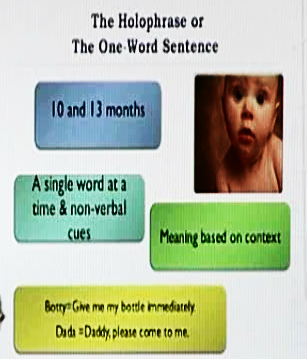 The Holophrase or
The One-Word Sentence
10 and 13 months
A single word at a
time & non-verbal
cues
Meaning based on context
Botty=Give me my bottle immediately.
Dada =Daddy, please come to me.